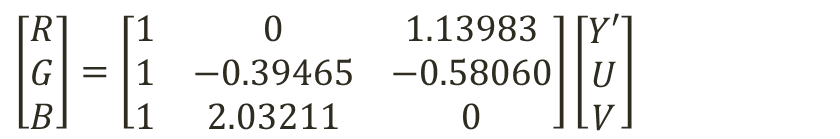 [R] = [1 0 1.13983] [Y′]
[G] = [1 −0.39465 −0.58060] [U]
[B] = [1 2.03211 0] [V]